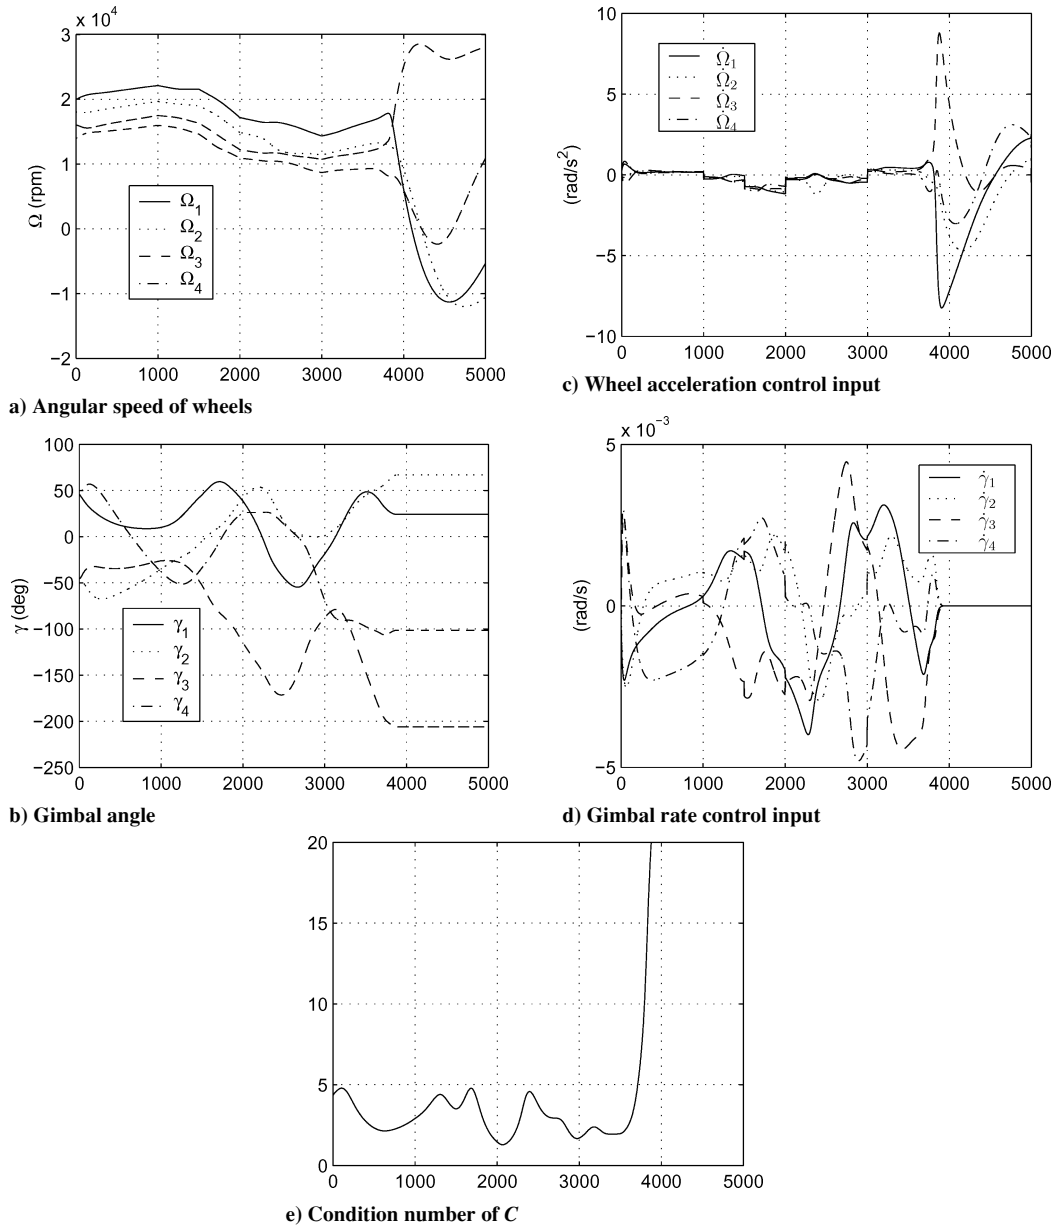 x 10⁴
3
2
1
0
−1
−2
Ω (rpm)
Ω₁
Ω₂
Ω₃
Ω₄
0 1000 2000 3000 4000 5000
a) Angular speed of wheels
10
5
0
−5
−10
(rad/s²)
Ω̇₁
Ω̇₂
Ω̇₃
Ω̇₄
0 1000 2000 3000 4000 5000
c) Wheel acceleration control input
100
50
0
−50
−100
−150
−200
−250
γ (deg)
γ₁
γ₂
γ₃
γ₄
0 1000 2000 3000 4000 5000
b) Gimbal angle
x 10⁻³
5
0
−5
(rad/s)
γ̇₁
γ̇₂
γ̇₃
γ̇₄
0 1000 2000 3000 4000 5000
d) Gimbal rate control input
20
15
10
5
0
0 1000 2000 3000 4000 5000
e) Condition number of C